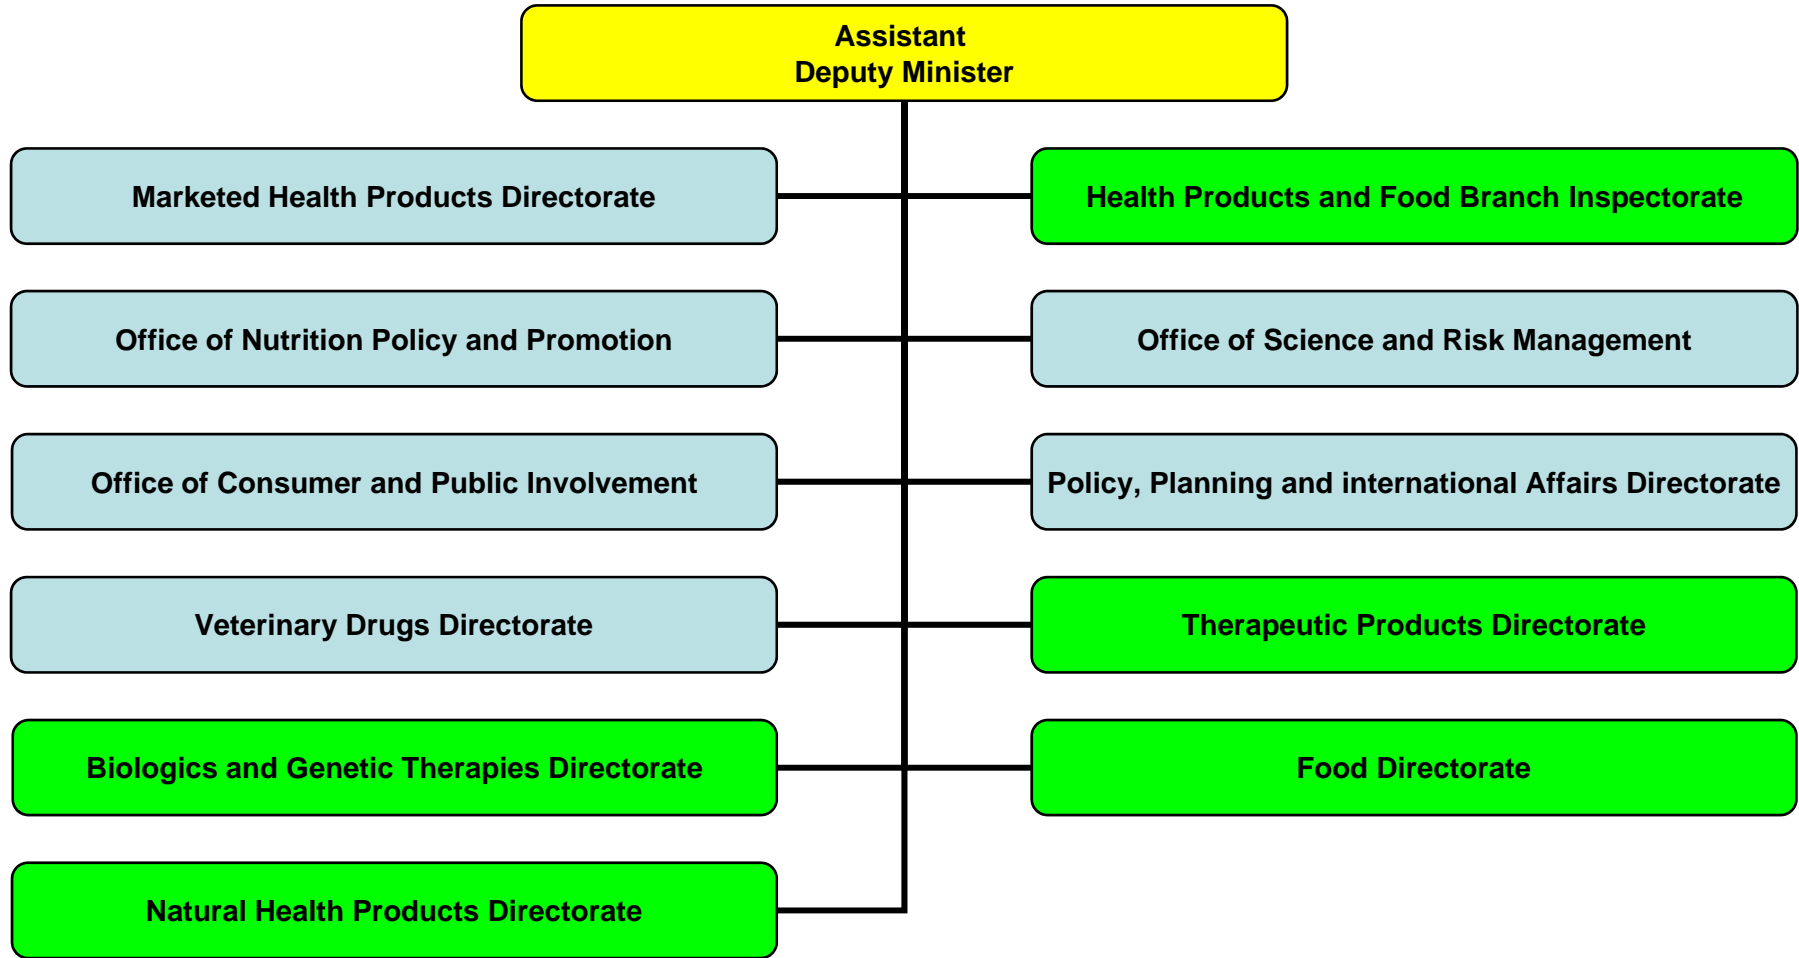 Assistant
Deputy Minister
Marketed Health Products Directorate
Health Products and Food Branch Inspectorate
Office of Nutrition Policy and Promotion
Office of Science and Risk Management
Office of Consumer and Public Involvement
Policy, Planning and international Affairs Directorate
Veterinary Drugs Directorate
Therapeutic Products Directorate
Biologics and Genetic Therapies Directorate
Food Directorate
Natural Health Products Directorate